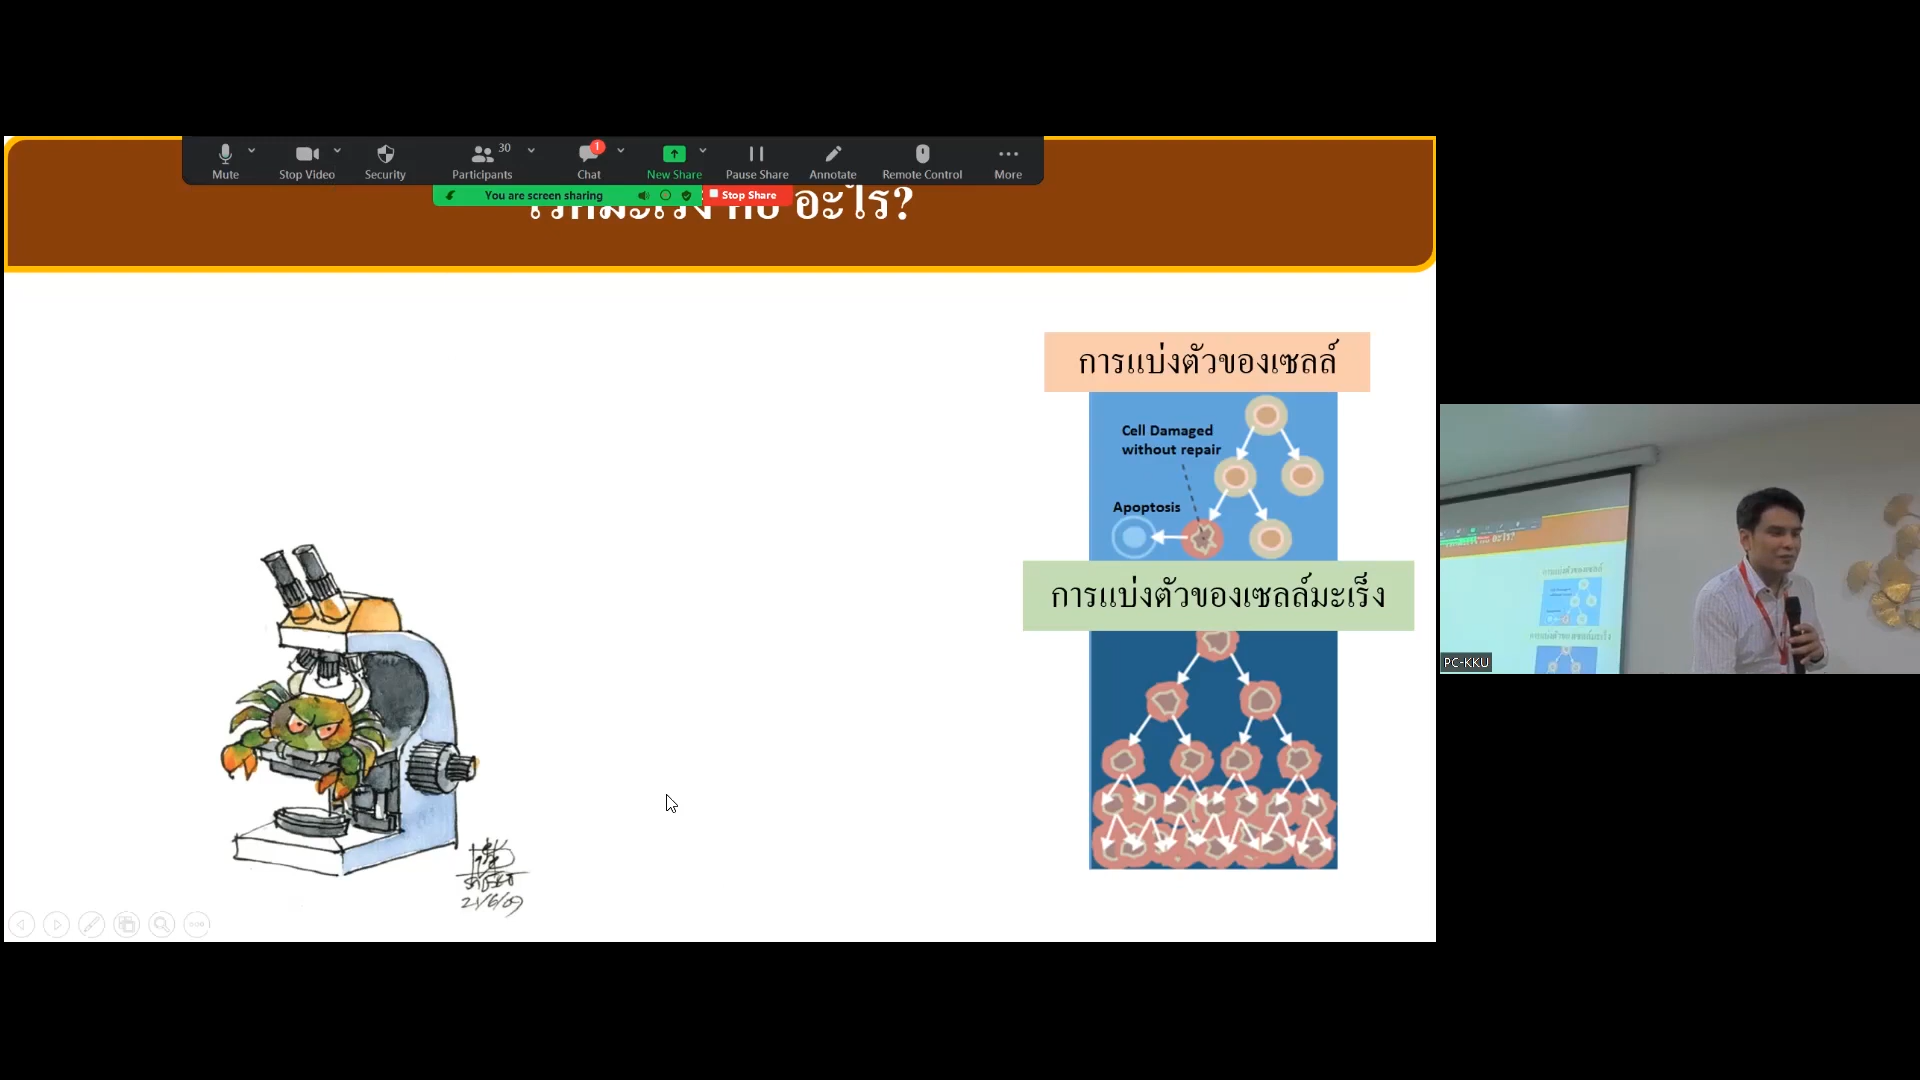 Mute
Stop Video
Security
30
Participants
1
Chat
New Share
Pause Share
Annotate
Remote Control
More
You are screen sharing
Stop Share
อะไร?
การแบ่งตัวของเซลล์
Cell Damaged
without repair
Apoptosis
การแบ่งตัวของเซลล์มะเร็ง
PC-KKU